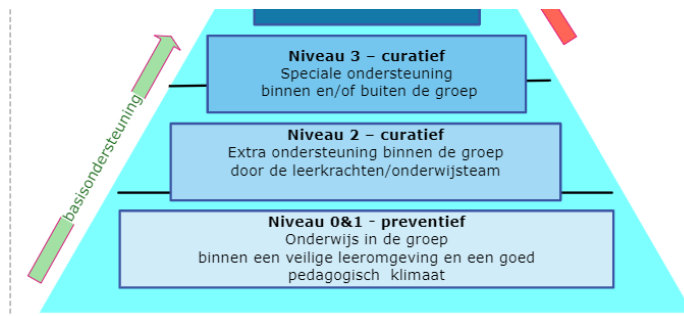 Niveau 3 – curatief
Speciale ondersteuning
binnen en/of buiten de groep
basisondersteuning
Niveau 2 – curatief
Extra ondersteuning binnen de groep
door de leerkrachten/onderwijsteam
Niveau 0&1 - preventief
Onderwijs in de groep
binnen een veilige leeromgeving en een goed
pedagogisch klimaat